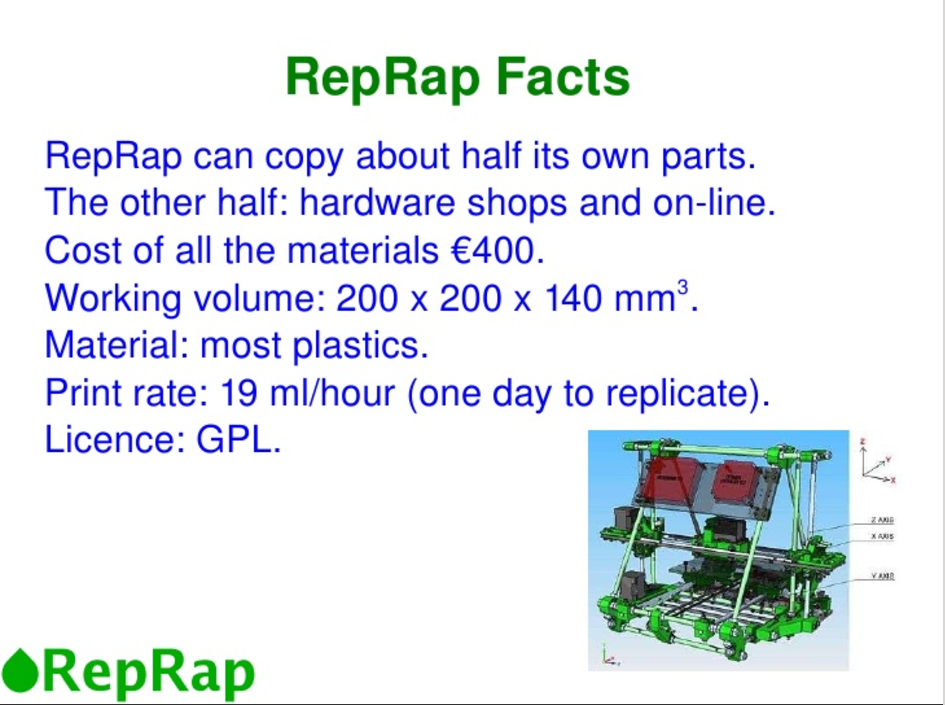 RepRap Facts
RepRap can copy about half its own parts.
The other half: hardware shops and on-line.
Cost of all the materials €400.
Working volume: 200 x 200 x 140 mm³.
Material: most plastics.
Print rate: 19 ml/hour (one day to replicate).
Licence: GPL.
Z
Y
X
Z AXIS
X AXIS
Y AXIS
RepRap